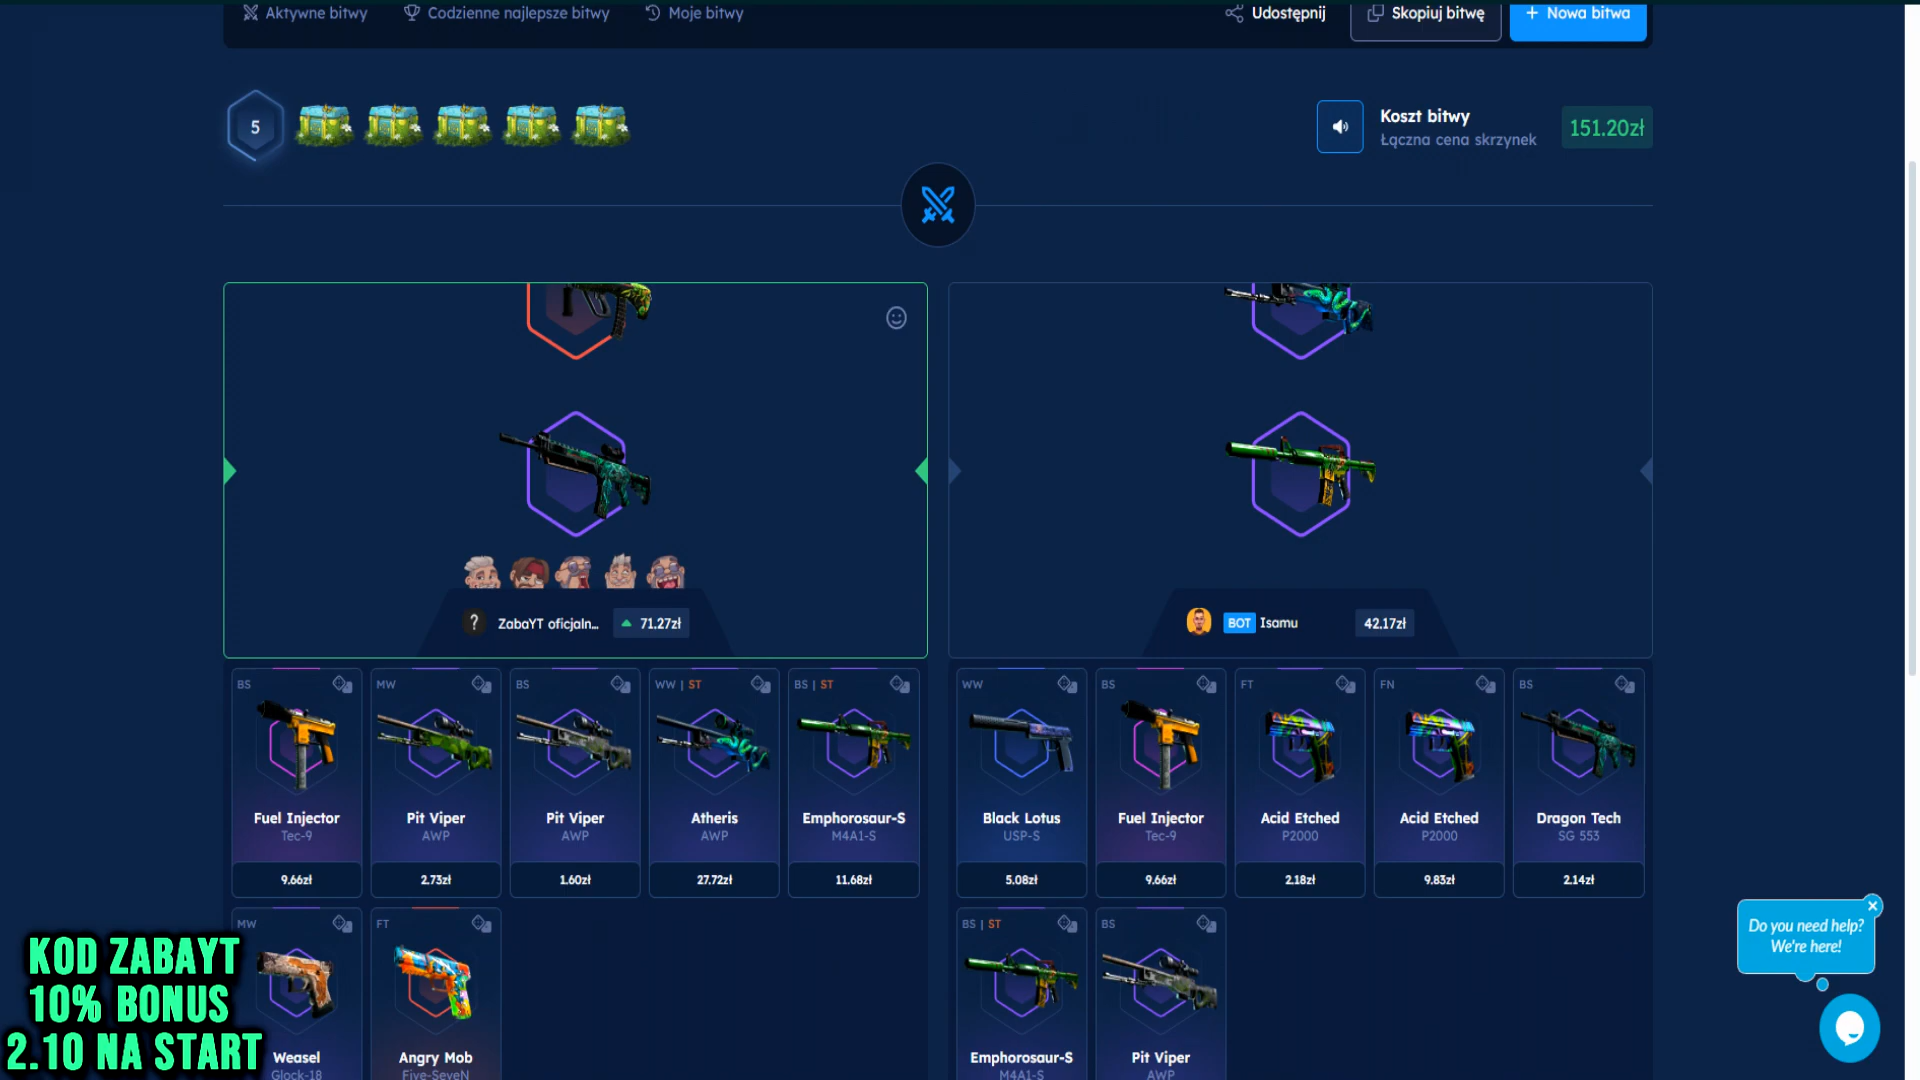 Aktywne bitwy
Codzienne najlepsze bitwy
Moje bitwy
Udostępnij
Skopiuj bitwę
+ Nowa bitwa
5
Koszt bitwy
Łączna cena skrzynek
151.20zł
? ZabaYT oficjaln... 71.27zł
BOT Isamu 42.17zł
BS
Fuel Injector
Tec-9
9.66zł
MW
Pit Viper
AWP
2.73zł
BS
Pit Viper
AWP
1.60zł
WW | ST
Atheris
AWP
27.72zł
BS | ST
Emphorosaur-S
M4A1-S
11.68zł
MW
Weasel
Glock-18
FT
Angry Mob
Five-SeveN
WW
Black Lotus
USP-S
5.08zł
BS
Fuel Injector
Tec-9
9.66zł
FT
Acid Etched
P2000
2.18zł
FN
Acid Etched
P2000
9.83zł
BS
Dragon Tech
SG 553
2.14zł
BS | ST
Emphorosaur-S
M4A1-S
BS
Pit Viper
AWP
KOD ZABAYT
10% BONUS
2.10 NA START
Do you need help?
We're here!